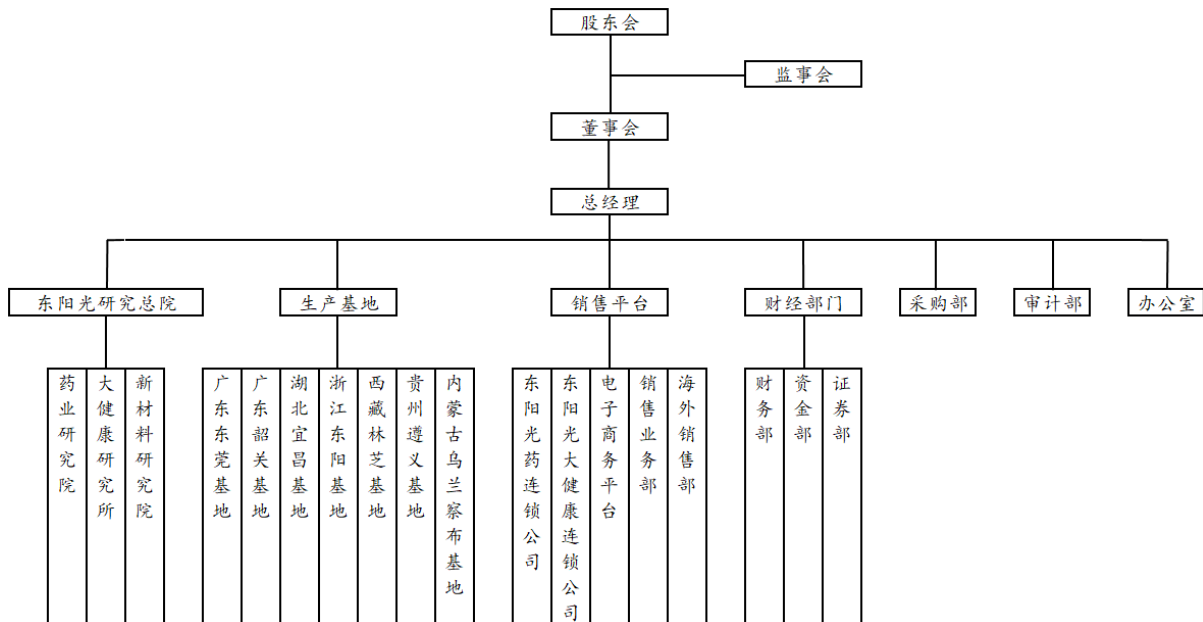 股东会
监事会
董事会
总经理
东阳光研究总院
生产基地
销售平台
财经部门
采购部
审计部
办公室
药业研究院
大健康研究所
新材料研究院
广东东莞基地
广东韶关基地
湖北宜昌基地
浙江东阳基地
西藏林芝基地
贵州遵义基地
内蒙古乌兰察布基地
东阳光药连锁公司
东阳光大健康连锁公司
电子商务平台
销售业务部
海外销售部
财务部
资金部
证券部